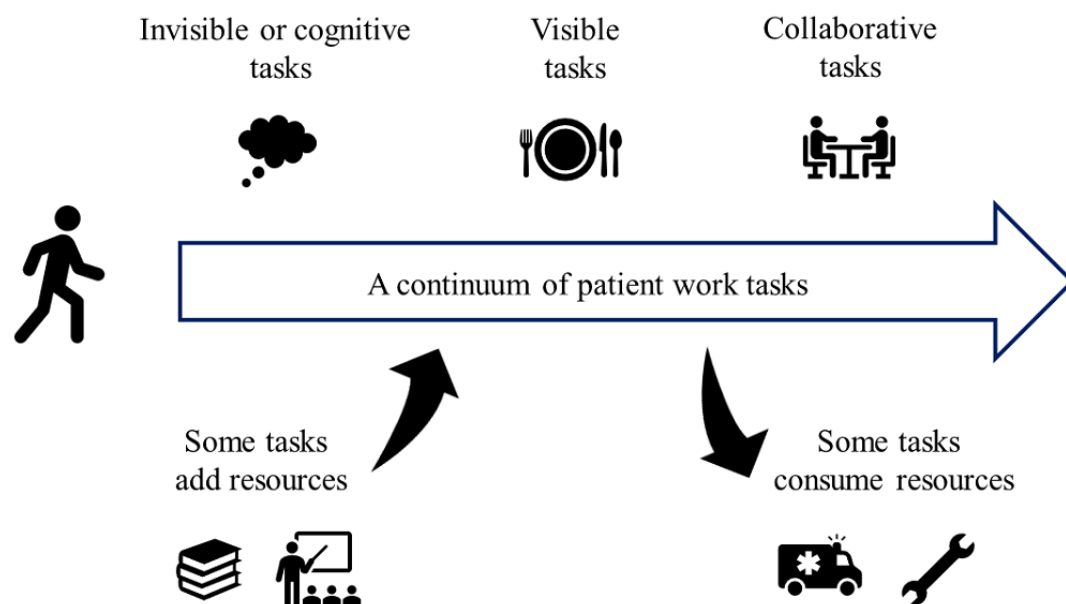 Invisible or cognitive
tasks
Visible
tasks
Collaborative
tasks
A continuum of patient work tasks
Some tasks
add resources
Some tasks
consume resources